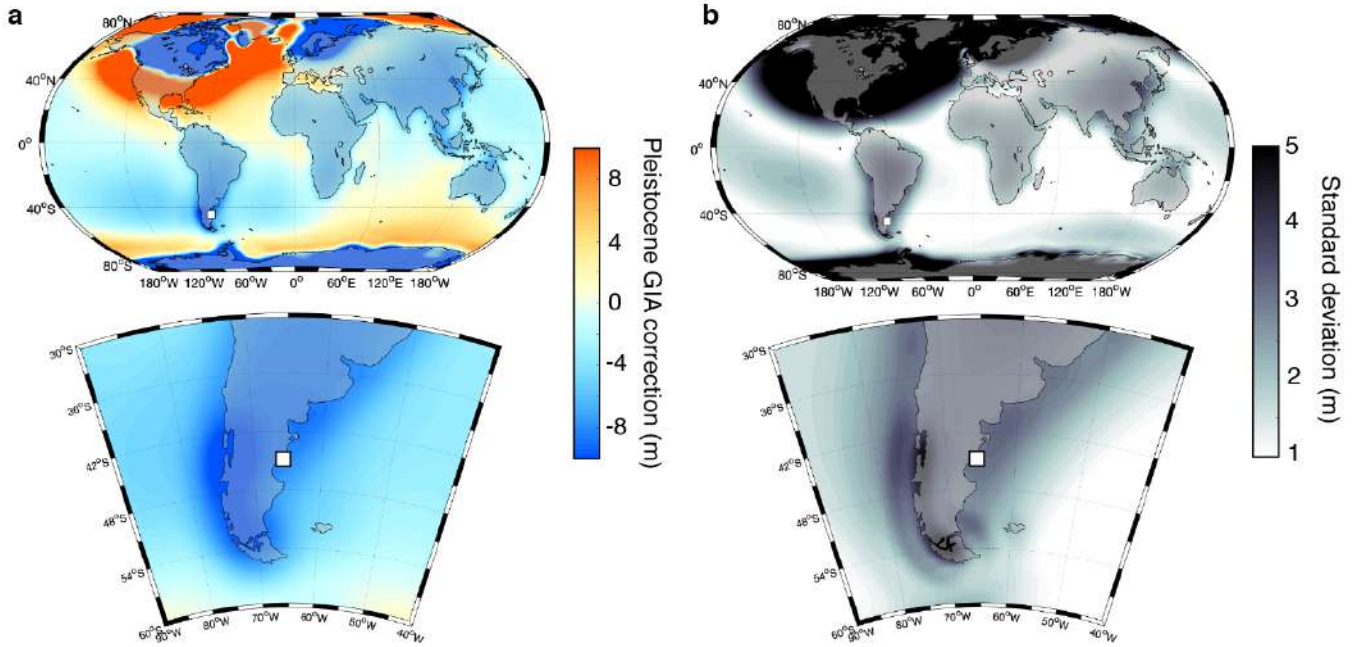 a
80°N
40°N
0°
40°S
80°S
180°W 120°W 60°W 0°E 60°E 120°E 180°W
Pleistocene GIA correction (m)
8
4
0
-4
-8
30°S
36°S
42°S
48°S
54°S
60°S
90°W 80°W 70°W 60°W 50°W 40°W
b
80°N
40°N
0°
40°S
80°S
180°W 120°W 60°W 0°E 60°E 120°E 180°W
Standard deviation (m)
5
4
3
2
1
30°S
36°S
42°S
48°S
54°S
60°S
90°W 80°W 70°W 60°W 50°W 40°W